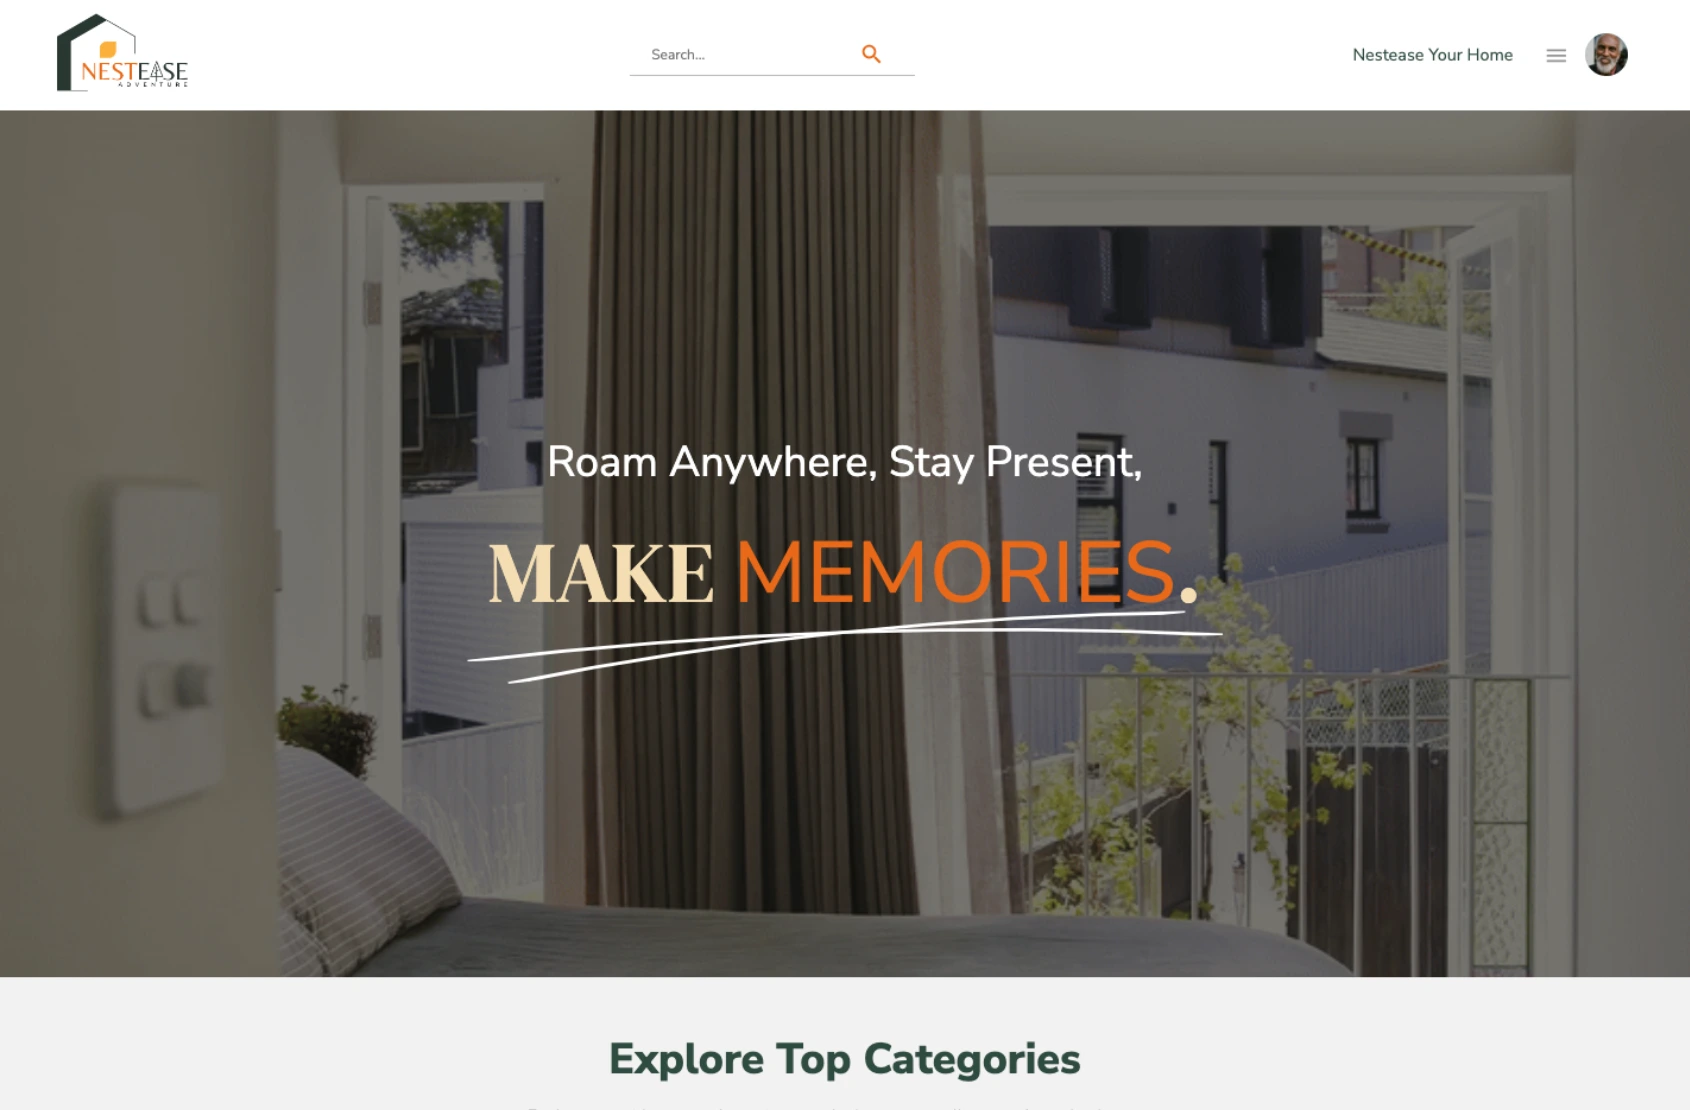 NESTEASE
ADVENTURE
Search...
Nestease Your Home
Roam Anywhere, Stay Present,
MAKE MEMORIES.
Explore Top Categories